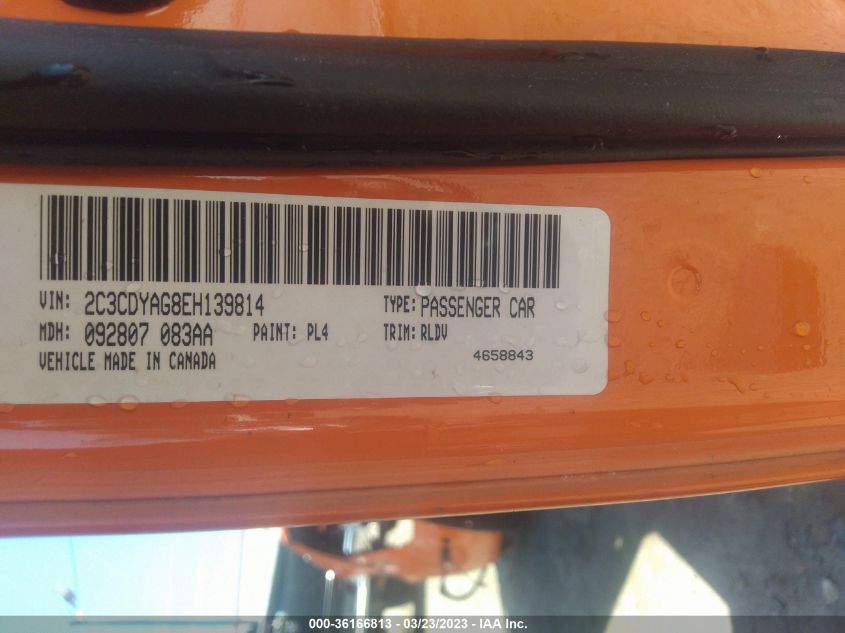 VIN: 2C3CDYAG8EH139814 TYPE: PASSENGER CAR
MDH: 092807 083AA PAINT: PL4 TRIM: RLDV
VEHICLE MADE IN CANADA 4658843
000-36166813 - 03/23/2023 - IAA Inc.